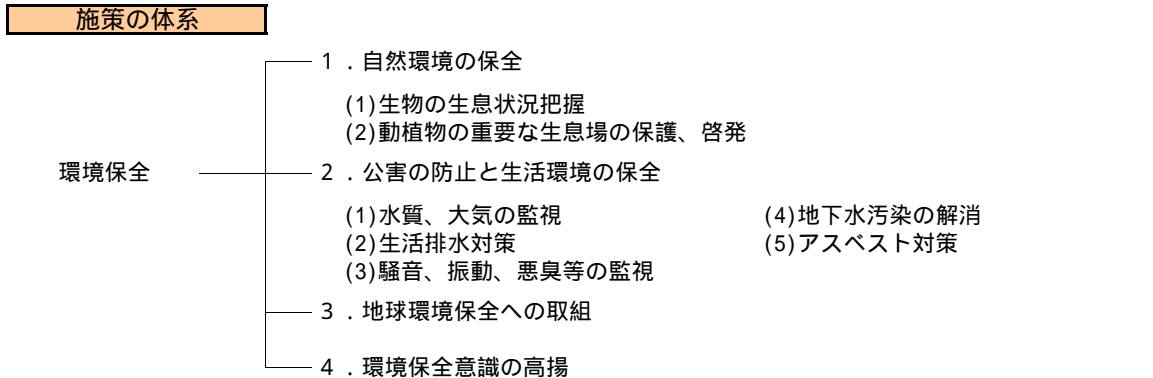 施策の体系
1．自然環境の保全
(1)生物の生息状況把握
(2)動植物の重要な生息場の保護、啓発
環境保全
2．公害の防止と生活環境の保全
(1)水質、大気の監視
(2)生活排水対策
(3)騒音、振動、悪臭等の監視
(4)地下水汚染の解消
(5)アスベスト対策
3．地球環境保全への取組
4．環境保全意識の高揚